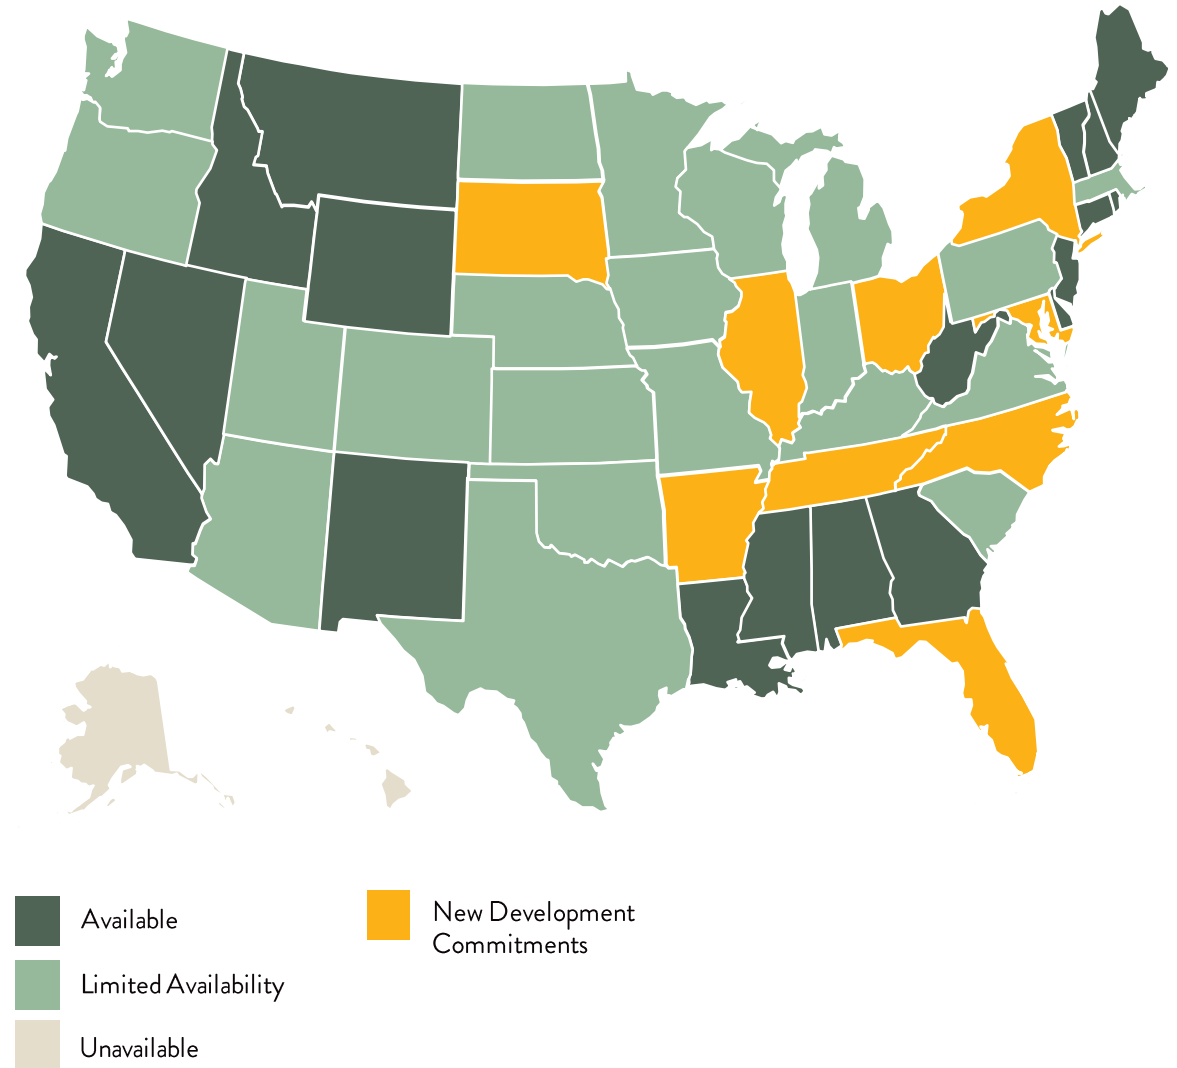 Available
Limited Availability
Unavailable
New Development
Commitments